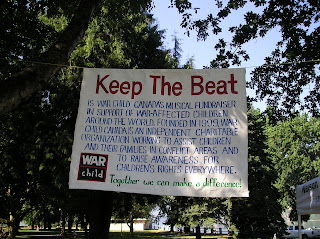 Keep The Beat
IS WAR CHILD CANADA'S MUSICAL FUNDRAISER
IN SUPPORT OF WAR-AFFECTED CHILDREN
AROUND THE WORLD. FOUNDED IN 1998, WAR
CHILD CANADA IS AN INDEPENDENT CHARITABLE
ORGANIZATION WORKING TO ASSIST CHILDREN
AND THEIR FAMILIES IN CONFLICT AREAS AND
TO RAISE AWARENESS FOR
CHILDREN'S RIGHTS EVERYWHERE.
WAR
child
Together we can make a difference!